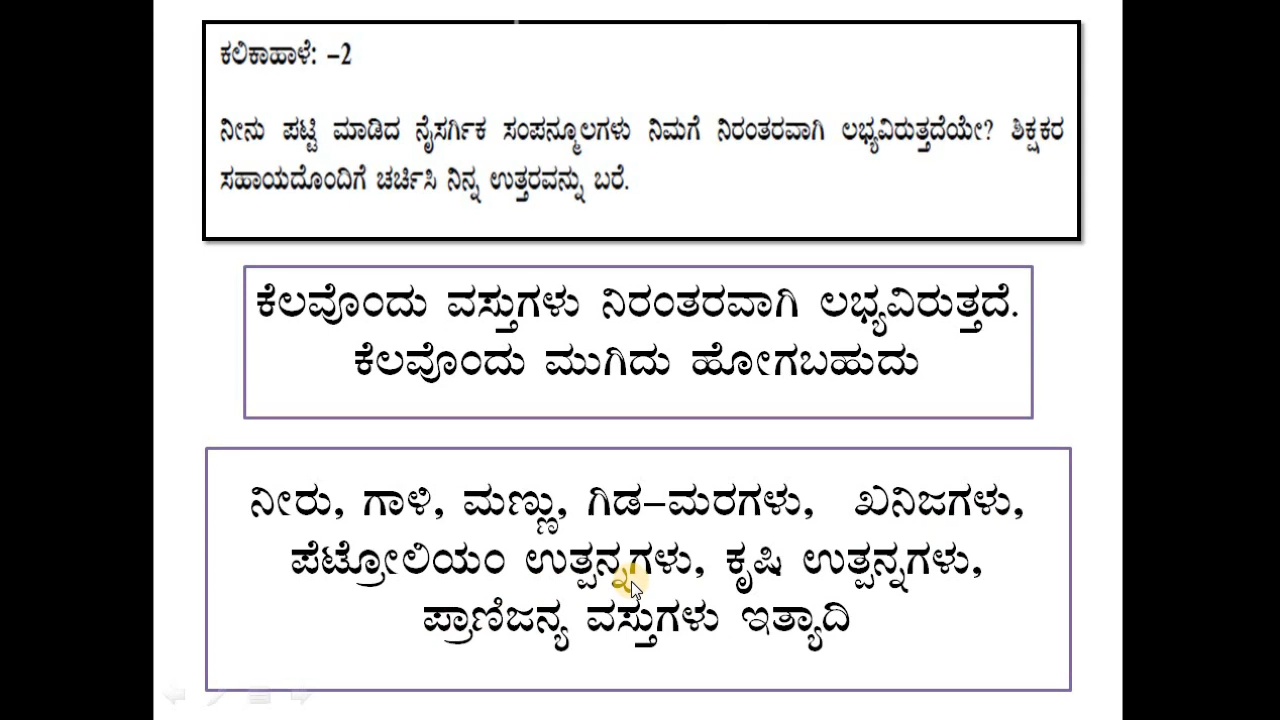 ಕಲಿಕಾಹಾಳೆ: –2
ನೀನು ಪಟ್ಟಿ ಮಾಡಿದ ನೈಸರ್ಗಿಕ ಸಂಪನ್ಮೂಲಗಳು ನಿಮಗೆ ನಿರಂತರವಾಗಿ ಲಭ್ಯವಿರುತ್ತದೆಯೇ? ಶಿಕ್ಷಕರ
ಸಹಾಯದೊಂದಿಗೆ ಚರ್ಚಿಸಿ ನಿನ್ನ ಉತ್ತರವನ್ನು ಬರೆ.
ಕೆಲವೊಂದು ವಸ್ತುಗಳು ನಿರಂತರವಾಗಿ ಲಭ್ಯವಿರುತ್ತದೆ.
ಕೆಲವೊಂದು ಮುಗಿದು ಹೋಗಬಹುದು
ನೀರು, ಗಾಳಿ, ಮಣ್ಣು, ಗಿಡ–ಮರಗಳು, ಖನಿಜಗಳು,
ಪೆಟ್ರೋಲಿಯಂ ಉತ್ಪನ್ನಗಳು, ಕೃಷಿ ಉತ್ಪನ್ನಗಳು,
ಪ್ರಾಣಿಜನ್ಯ ವಸ್ತುಗಳು ಇತ್ಯಾದಿ